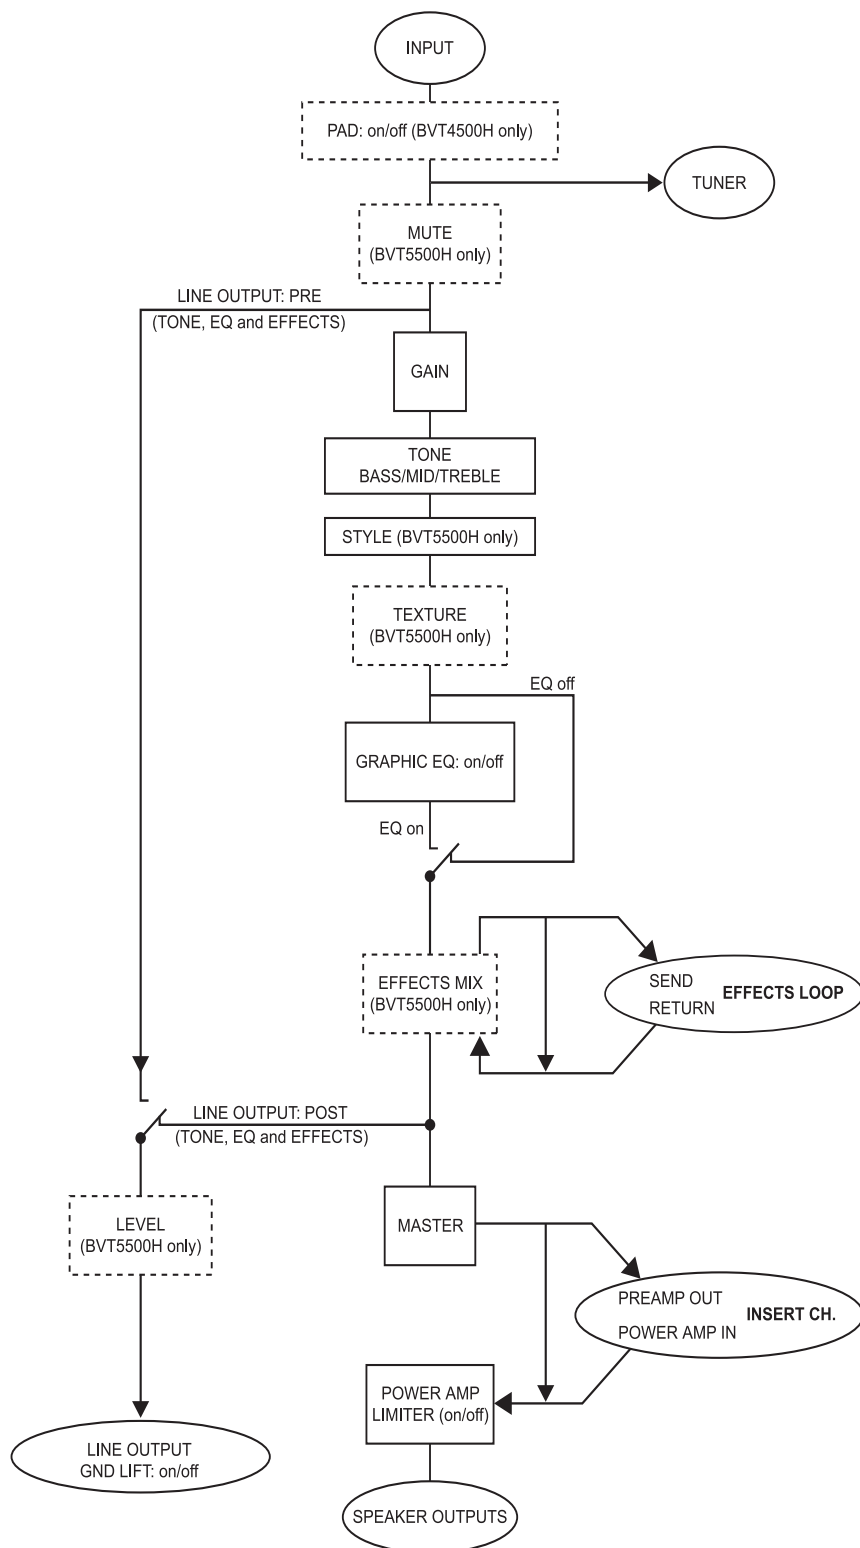 INPUT
PAD: on/off (BVT4500H only)
TUNER
MUTE
(BVT5500H only)
LINE OUTPUT: PRE
(TONE, EQ and EFFECTS)
GAIN
TONE
BASS/MID/TREBLE
STYLE (BVT5500H only)
TEXTURE
(BVT5500H only)
EQ off
GRAPHIC EQ: on/off
EQ on
EFFECTS MIX
(BVT5500H only)
SEND
RETURN
EFFECTS LOOP
LINE OUTPUT: POST
(TONE, EQ and EFFECTS)
LEVEL
(BVT5500H only)
MASTER
PREAMP OUT
POWER AMP IN
INSERT CH.
POWER AMP
LIMITER (on/off)
LINE OUTPUT
GND LIFT: on/off
SPEAKER OUTPUTS